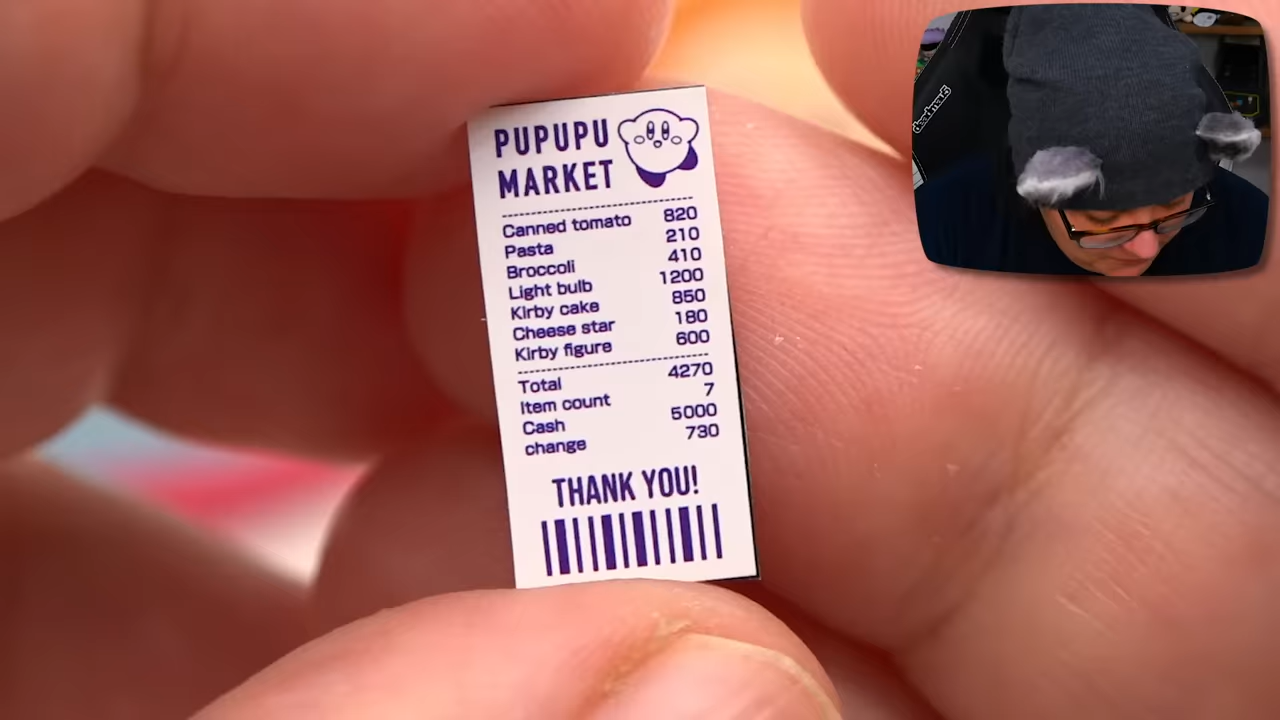 PUPUPU
MARKET
Canned tomato 820
Pasta 210
Broccoli 410
Light bulb 1200
Kirby cake 850
Cheese star 180
Kirby figure 600
Total 4270
Item count 7
Cash 5000
change 730
THANK YOU!
deadmau5